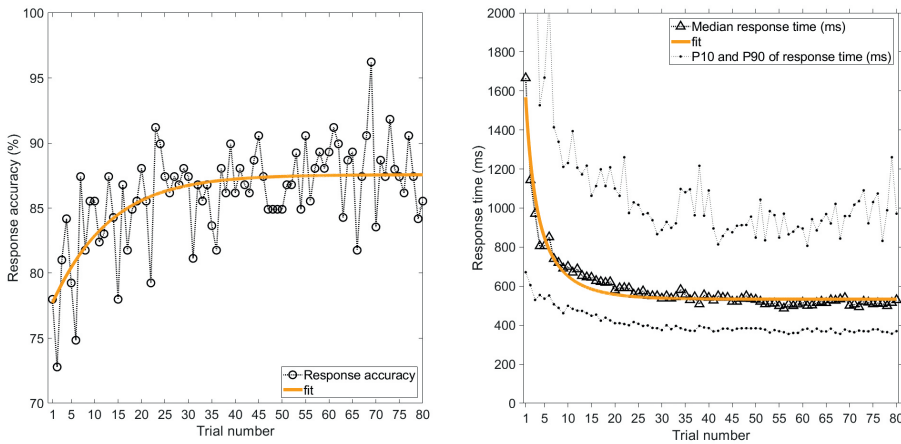 100
95
90
85
80
75
70
Response accuracy (%)
1 5 10 15 20 25 30 35 40 45 50 55 60 65 70 75 80
Trial number
Response accuracy
fit
2000
1800
1600
1400
1200
1000
800
600
400
200
0
Response time (ms)
1 5 10 15 20 25 30 35 40 45 50 55 60 65 70 75 80
Trial number
Median response time (ms)
fit
P10 and P90 of response time (ms)